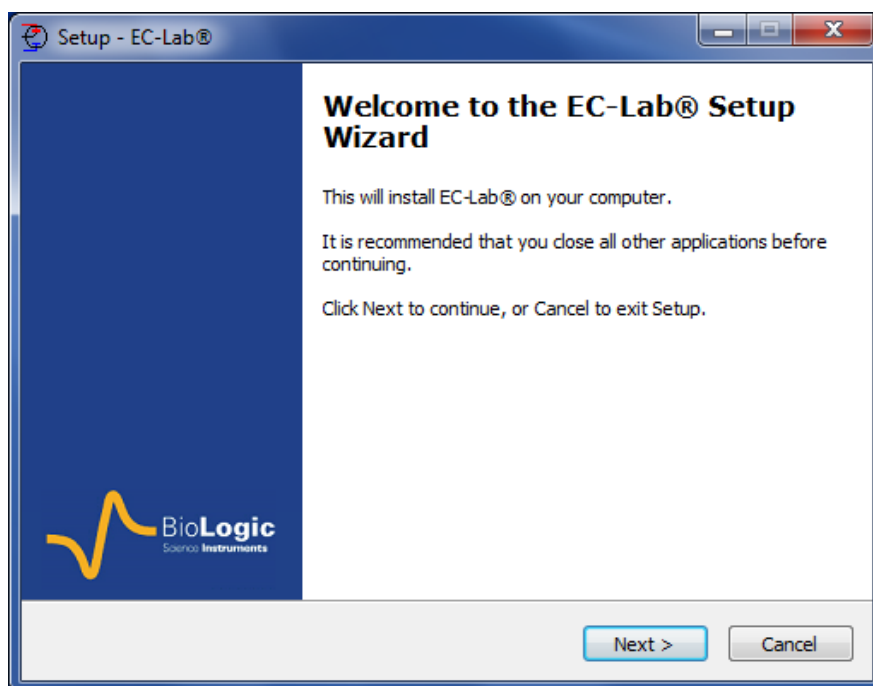 Setup - EC-Lab®
Welcome to the EC-Lab® Setup
Wizard
This will install EC-Lab® on your computer.
It is recommended that you close all other applications before
continuing.
Click Next to continue, or Cancel to exit Setup.
BioLogic
Science Instruments
Next >
Cancel